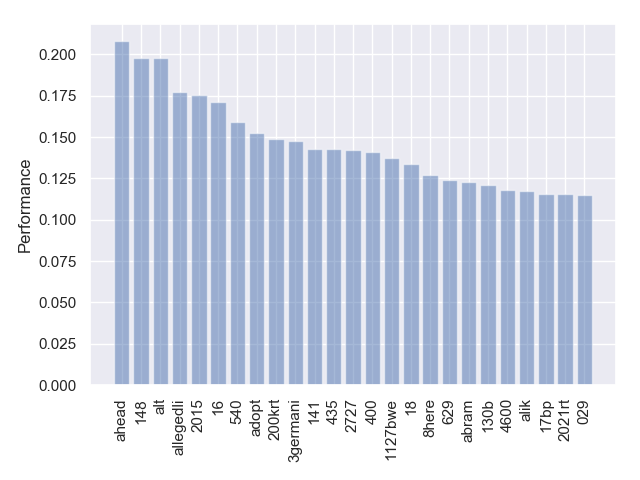 0.200
0.175
0.150
0.125
0.100
0.075
0.050
0.025
0.000
Performance
ahead
148
alt
allegedli
2015
16
540
adopt
200krt
3germani
141
435
2727
400
1127bwe
18
8here
629
abram
130b
4600
alik
17bp
2021rt
029